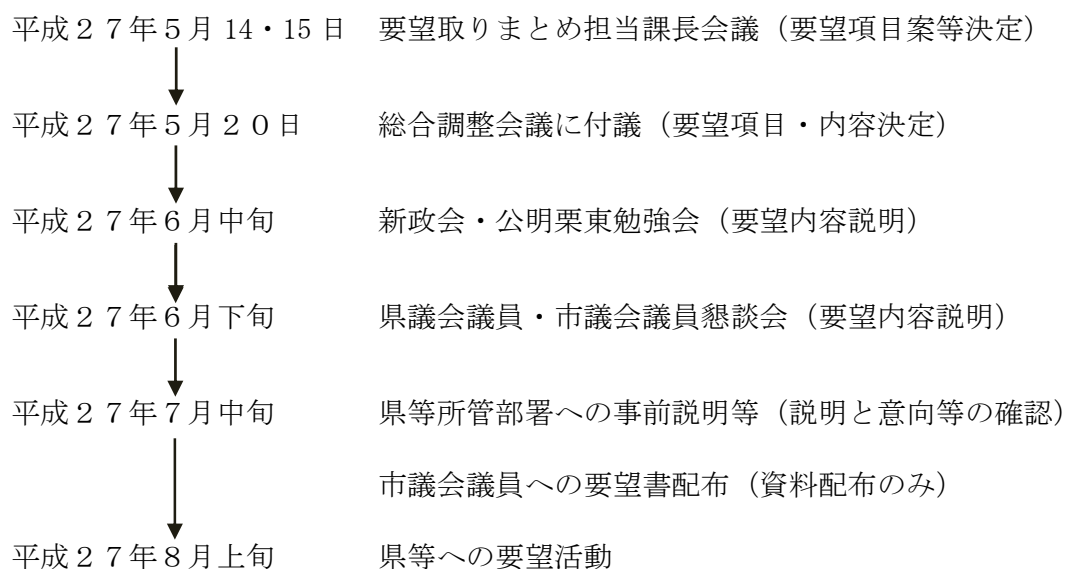 平成２７年５月 14・15 日　要望取りまとめ担当課長会議（要望項目案等決定）
平成２７年５月２０日　総合調整会議に付議（要望項目・内容決定）
平成２７年６月中旬　新政会・公明栗東勉強会（要望内容説明）
平成２７年６月下旬　県議会議員・市議会議員懇談会（要望内容説明）
平成２７年７月中旬　県等所管部署への事前説明等（説明と意向等の確認）
市議会議員への要望書配布（資料配布のみ）
平成２７年８月上旬　県等への要望活動